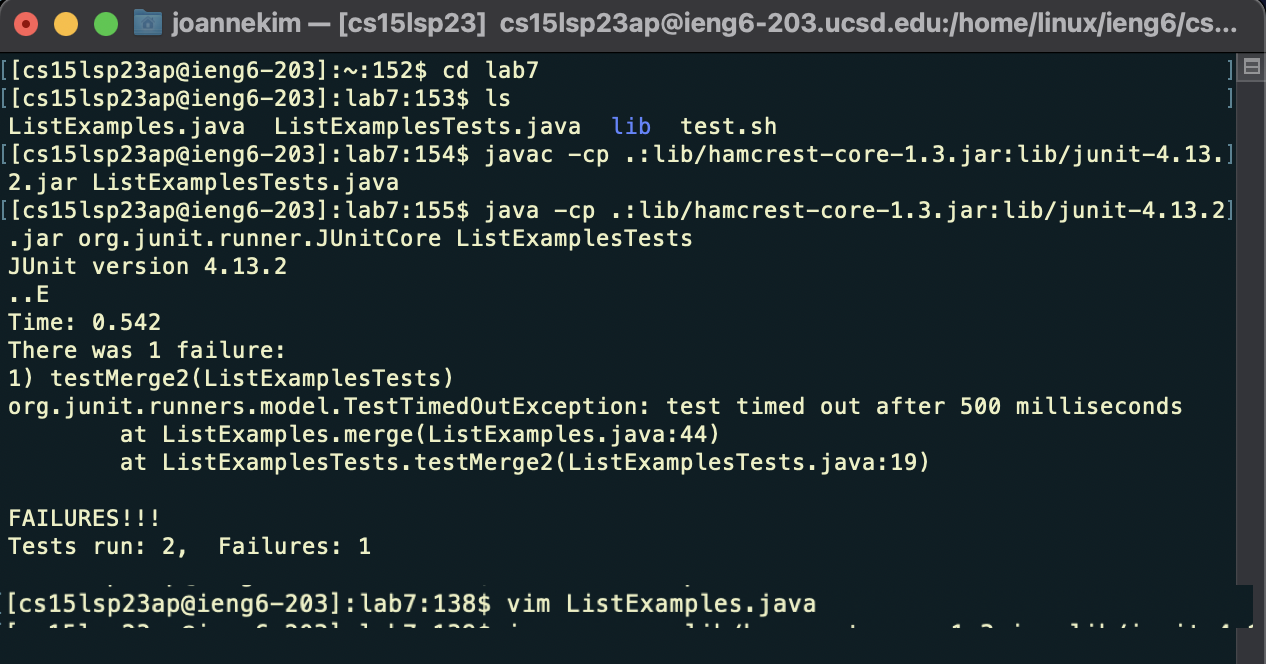 joannekim — [cs15lsp23] cs15lsp23ap@ieng6-203.ucsd.edu:/home/linux/ieng6/cs...
[[cs15lsp23ap@ieng6-203]:~:152$ cd lab7 ]
[[cs15lsp23ap@ieng6-203]:lab7:153$ ls ]
ListExamples.java  ListExamplesTests.java  lib  test.sh
[[cs15lsp23ap@ieng6-203]:lab7:154$ javac -cp .:lib/hamcrest-core-1.3.jar:lib/junit-4.13.]
2.jar ListExamplesTests.java
[[cs15lsp23ap@ieng6-203]:lab7:155$ java -cp .:lib/hamcrest-core-1.3.jar:lib/junit-4.13.2]
.jar org.junit.runner.JUnitCore ListExamplesTests
JUnit version 4.13.2
..E
Time: 0.542
There was 1 failure:
1) testMerge2(ListExamplesTests)
org.junit.runners.model.TestTimedOutException: test timed out after 500 milliseconds
        at ListExamples.merge(ListExamples.java:44)
        at ListExamplesTests.testMerge2(ListExamplesTests.java:19)
FAILURES!!!
Tests run: 2,  Failures: 1
[[cs15lsp23ap@ieng6-203]:lab7:138$ vim ListExamples.java